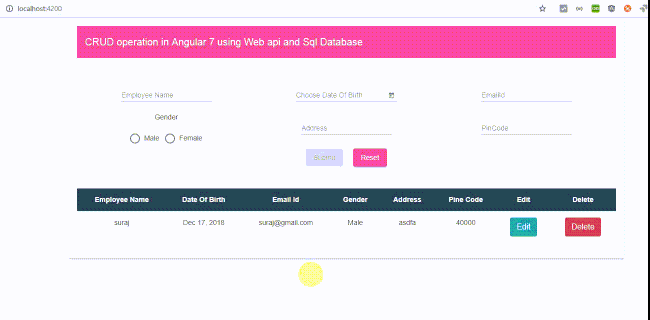 localhost:4200
CRUD operation in Angular 7 using Web api and Sql Database
Employee Name Choose Date Of Birth EmailId
Gender
Male Female Address PinCode
Submit Reset
Employee Name Date Of Birth Email Id Gender Address Pine Code Edit Delete
suraj Dec 17, 2018 suraj@gmail.com Male asdfa 40000 Edit Delete